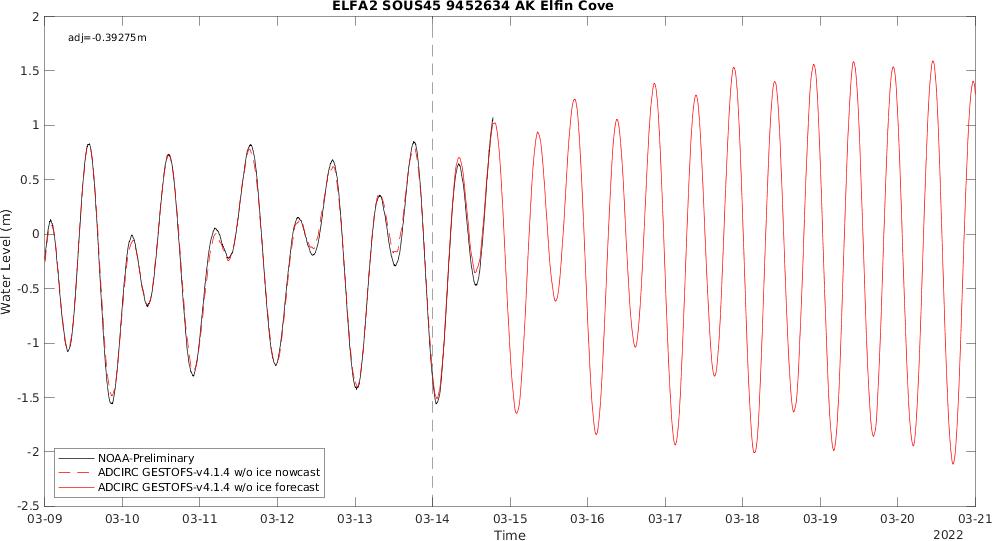 ELFA2 SOUS45 9452634 AK Elfin Cove
adj=-0.39275m
Water Level (m)
2
1.5
1
0.5
0
-0.5
-1
-1.5
-2
-2.5
NOAA-Preliminary
ADCIRC GESTOFS-v4.1.4 w/o ice nowcast
ADCIRC GESTOFS-v4.1.4 w/o ice forecast
03-09 03-10 03-11 03-12 03-13 03-14 03-15 03-16 03-17 03-18 03-19 03-20 03-21
Time
2022